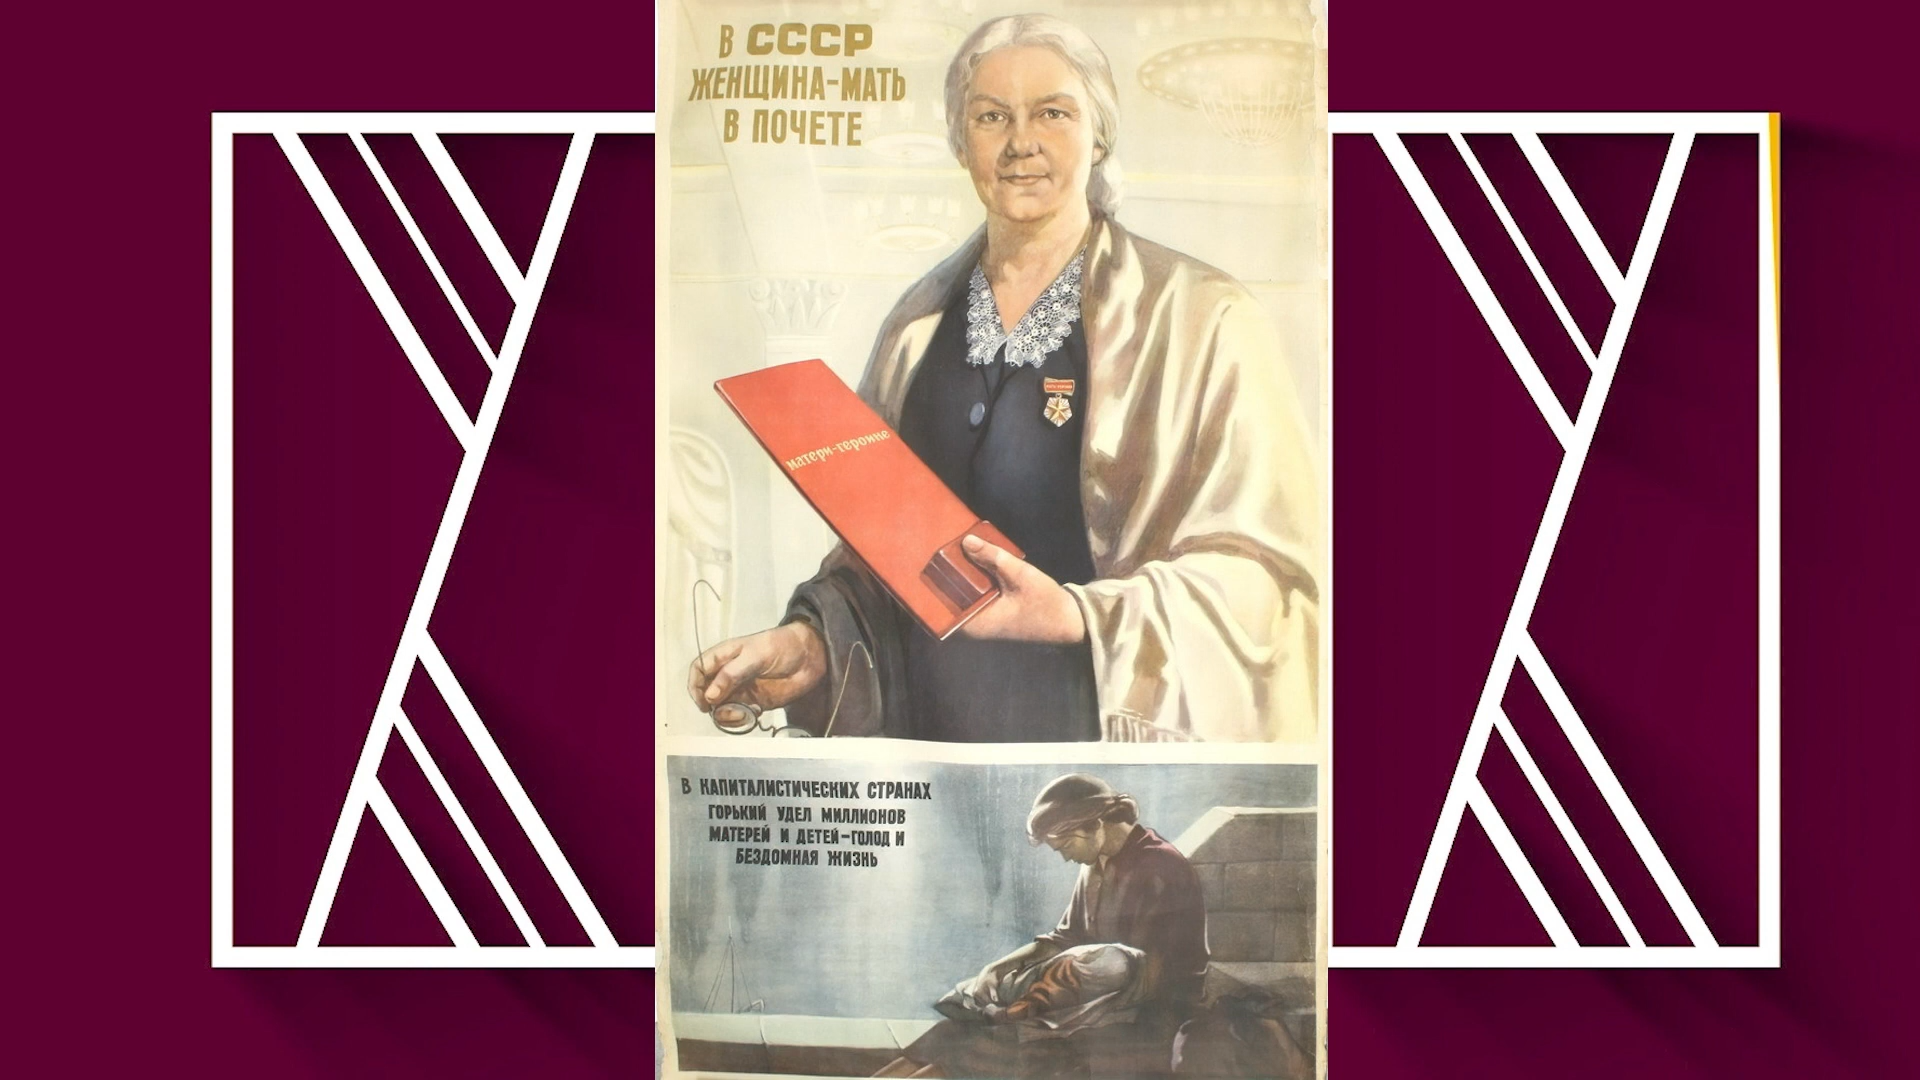 В СССР
ЖЕНЩИНА-МАТЬ
В ПОЧЕТЕ
матери-героине
В КАПИТАЛИСТИЧЕСКИХ СТРАНАХ
ГОРЬКИЙ УДЕЛ МИЛЛИОНОВ
МАТЕРЕЙ И ДЕТЕЙ-ГОЛОД И
БЕЗДОМНАЯ ЖИЗНЬ